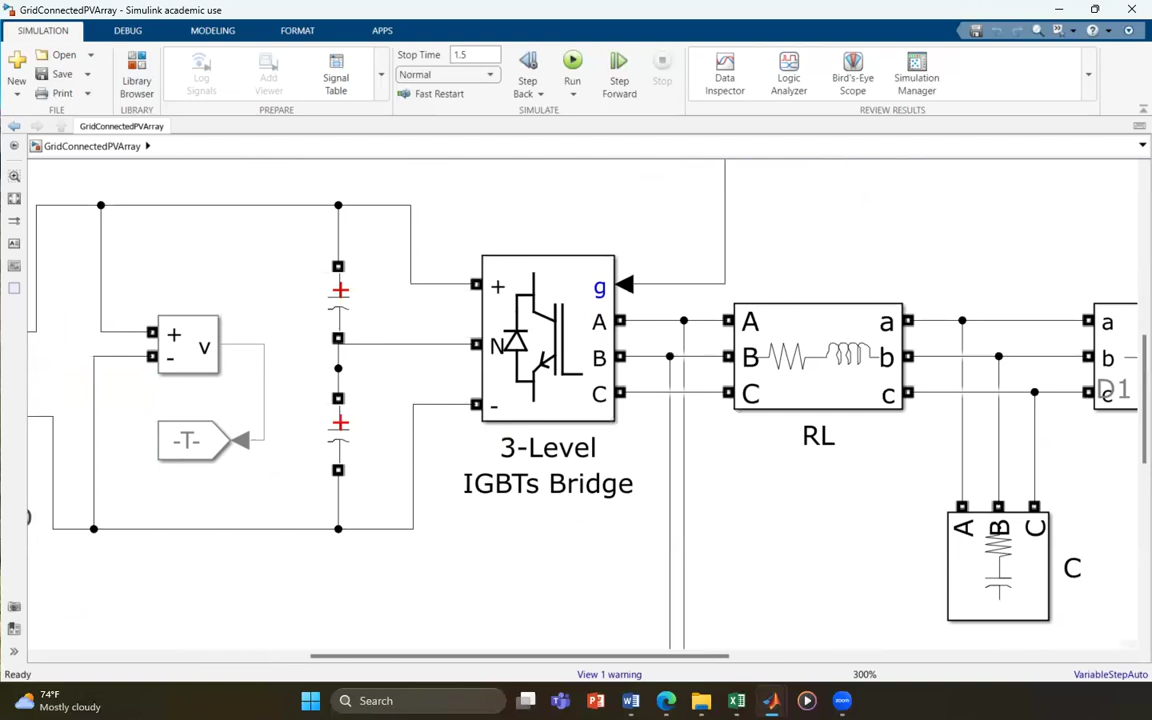 GridConnectedPVArray - Simulink academic use
SIMULATION DEBUG MODELING FORMAT APPS
New Open Save Print
FILE
Library Browser
LIBRARY
Log Signals Add Viewer Signal Table
PREPARE
Stop Time 1.5
Normal
Fast Restart
Step Back Run Step Forward Stop
SIMULATE
Data Inspector Logic Analyzer Bird's-Eye Scope Simulation Manager
REVIEW RESULTS
GridConnectedPVArray
GridConnectedPVArray
+
- v
-T-
+
+
+ g
N A
B
- C
3-Level
IGBTs Bridge
A a
B b
C c
RL
a
b
c
D1
A B C
C
Ready View 1 warning 300% VariableStepAuto
74°F
Mostly cloudy
Search
zoom